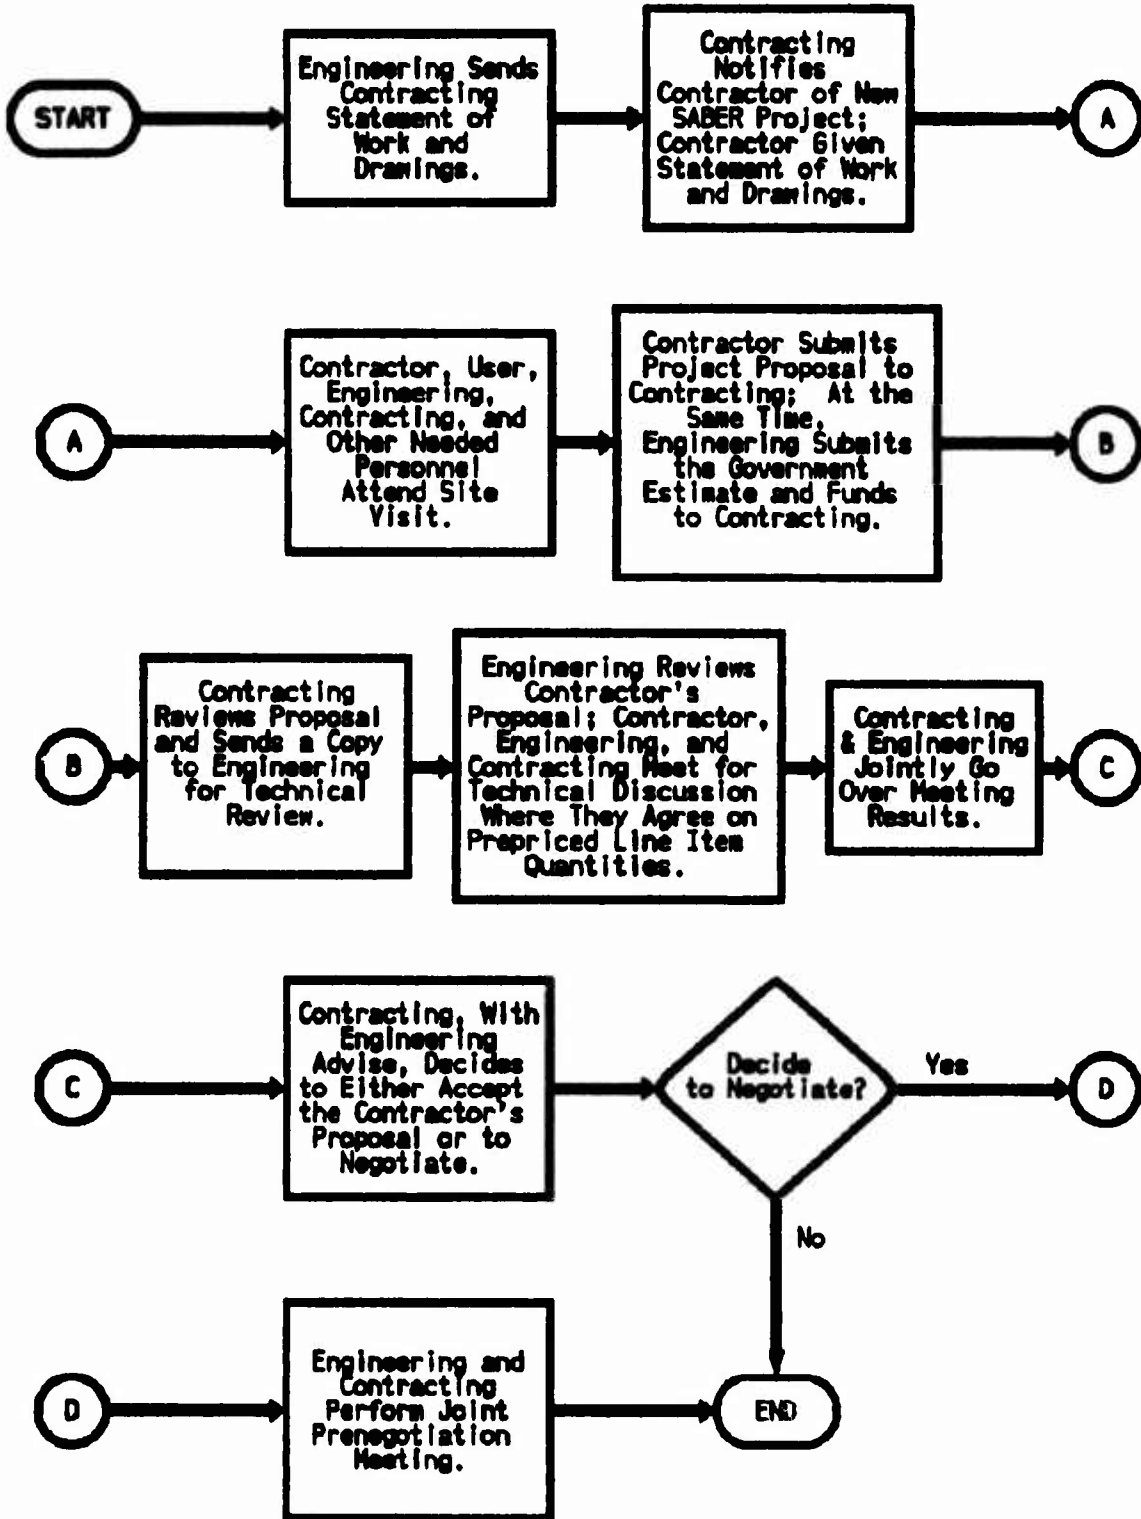 START
Engineering Sends
Contracting
Statement of
Work and
Drawings.
Contracting
Notifies
Contractor of New
SABER Project;
Contractor Given
Statement of Work
and Drawings.
A
A
Contractor, User,
Engineering,
Contracting, and
Other Needed
Personnel
Attend Site
Visit.
Contractor Submits
Project Proposal to
Contracting; At the
Same Time,
Engineering Submits
the Government
Estimate and Funds
to Contracting.
B
B
Contracting
Reviews Proposal
and Sends a Copy
to Engineering
for Technical
Review.
Engineering Reviews
Contractor's
Proposal; Contractor,
Engineering, and
Contracting Meet for
Technical Discussion
Where They Agree on
Prepriced Line Item
Quantities.
Contracting
& Engineering
Jointly Go
Over Meeting
Results.
C
C
Contracting, With
Engineering
Advise, Decides
to Either Accept
the Contractor's
Proposal or to
Negotiate.
Decide
to Negotiate?
Yes
D
No
D
Engineering and
Contracting
Perform Joint
Prenegotiation
Meeting.
END